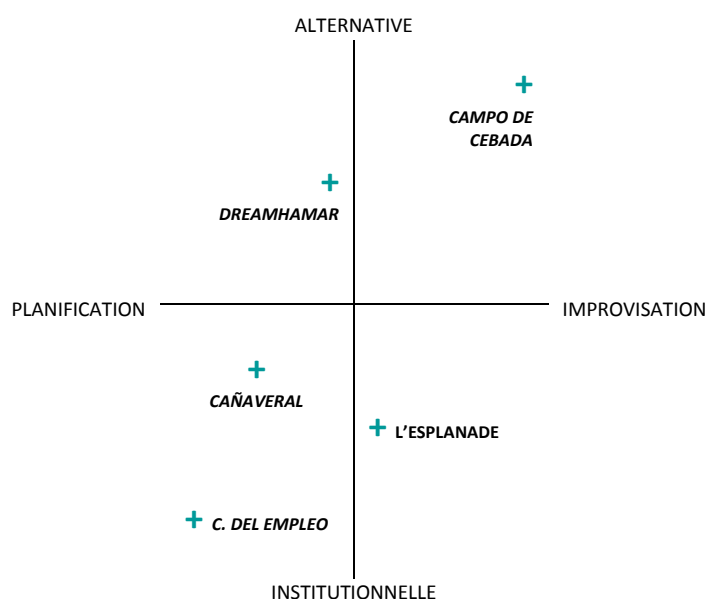 ALTERNATIVE
CAMPO DE
CEBADA
DREAMHAMAR
PLANIFICATION
IMPROVISATION
CAÑAVERAL
L'ESPLANADE
C. DEL EMPLEO
INSTITUTIONNELLE